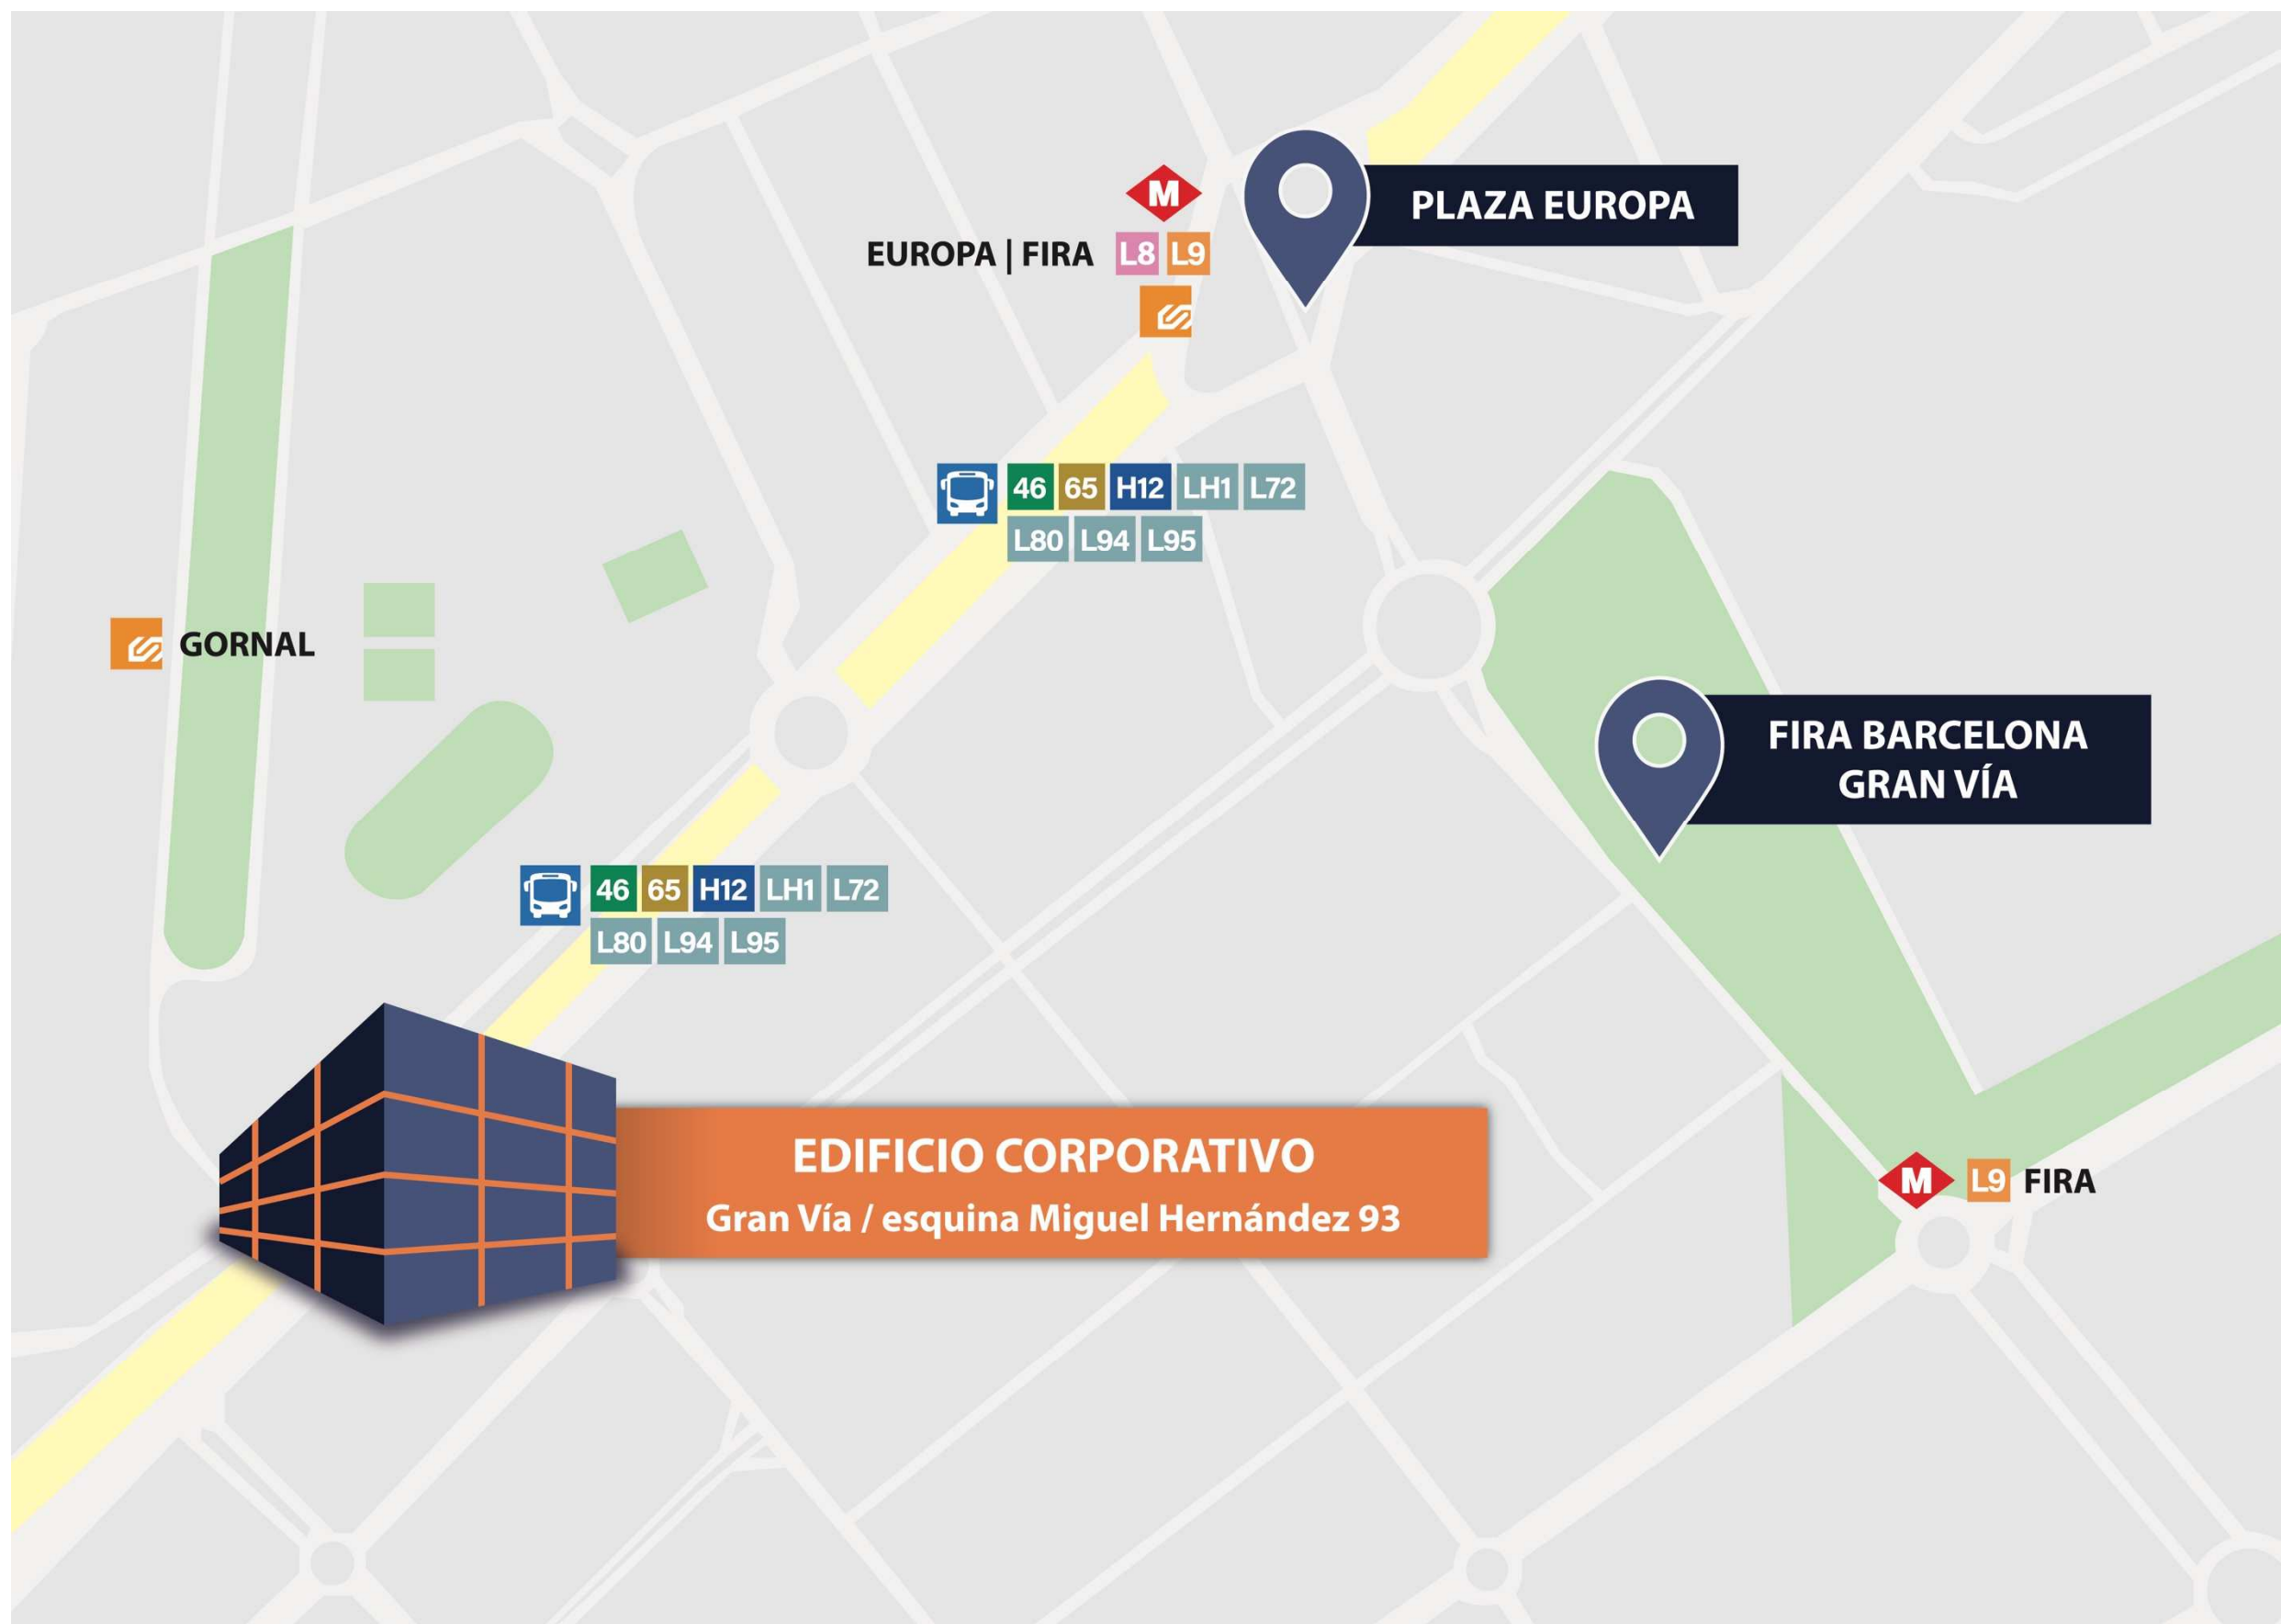 M
PLAZA EUROPA
EUROPA | FIRA L8 L9
46 65 H12 LH1 L72
L80 L94 L95
GORNAL
FIRA BARCELONA
GRAN VÍA
46 65 H12 LH1 L72
L80 L94 L95
EDIFICIO CORPORATIVO
Gran Vía / esquina Miguel Hernández 93
M L9 FIRA